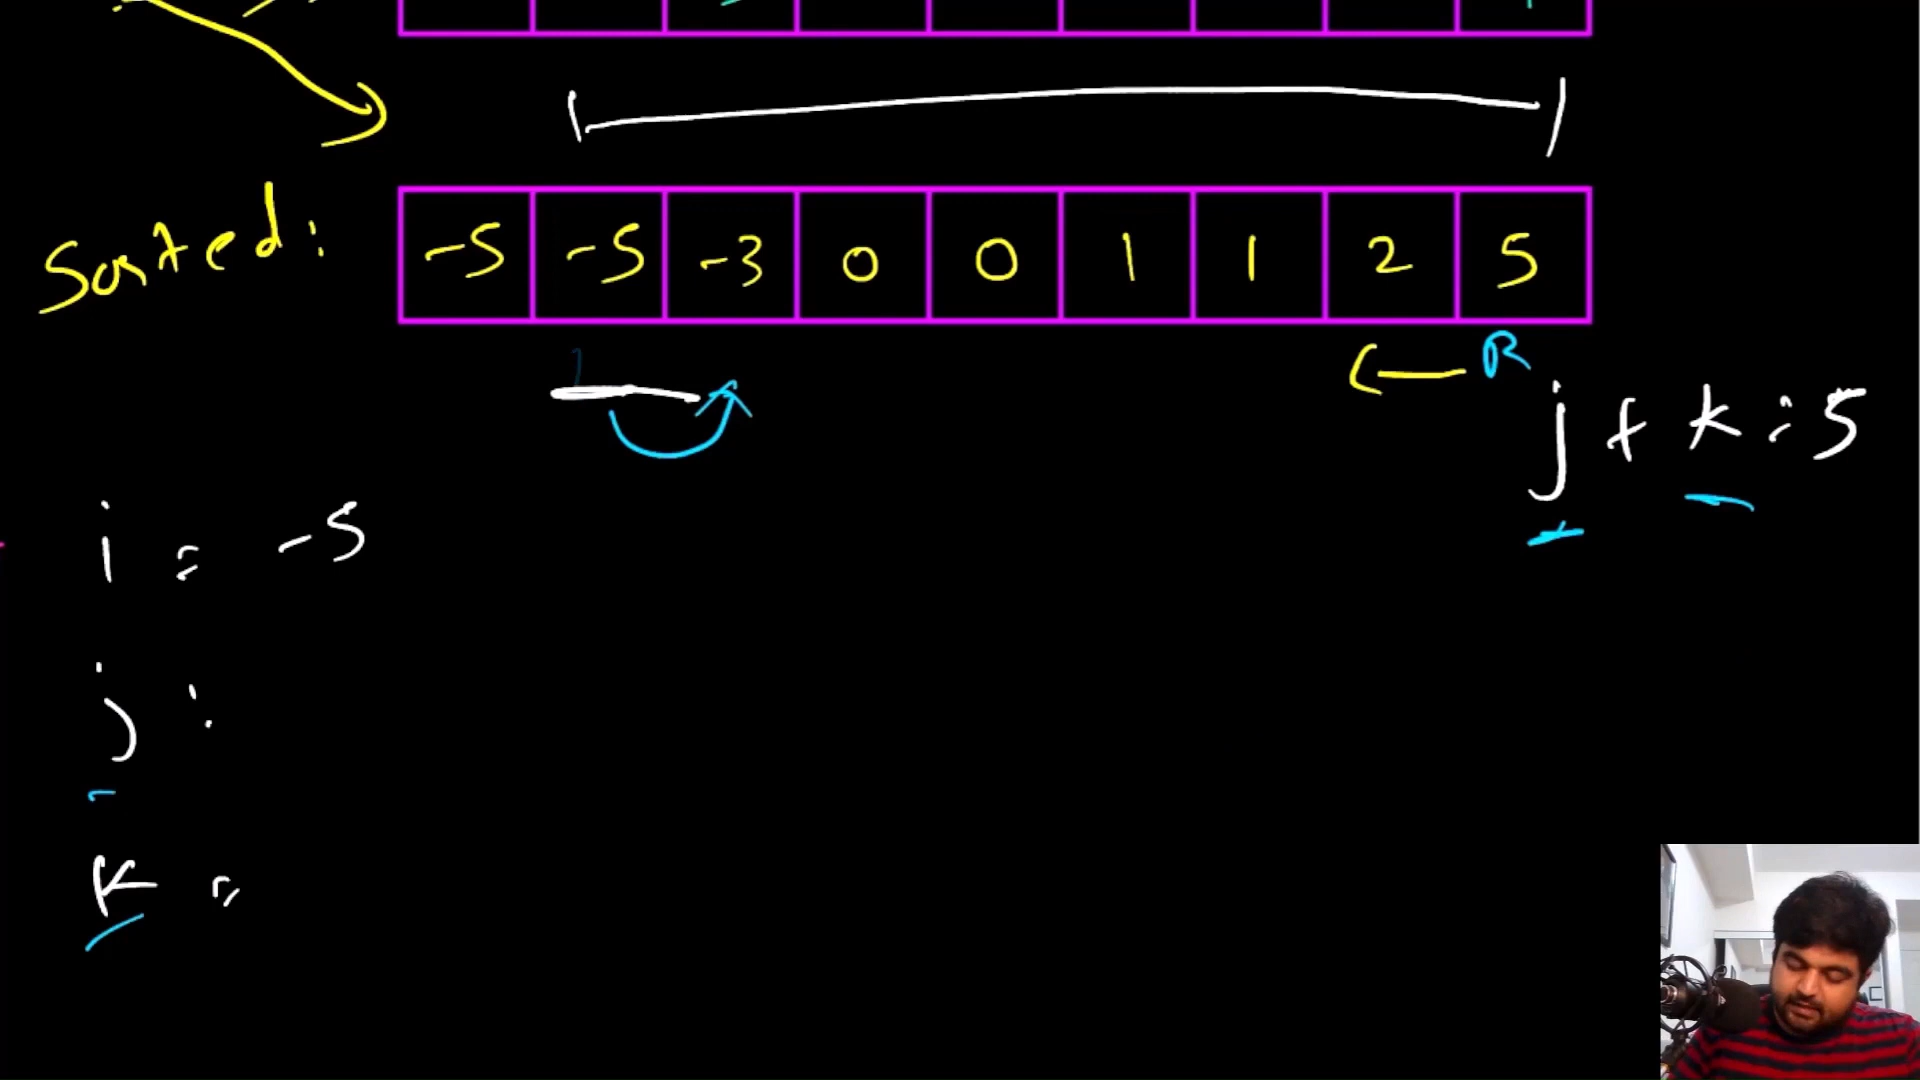 Sorted: -5 -5 -3 0 0 1 1 2 5
R
j + k = 5
i = -5
j :
k =